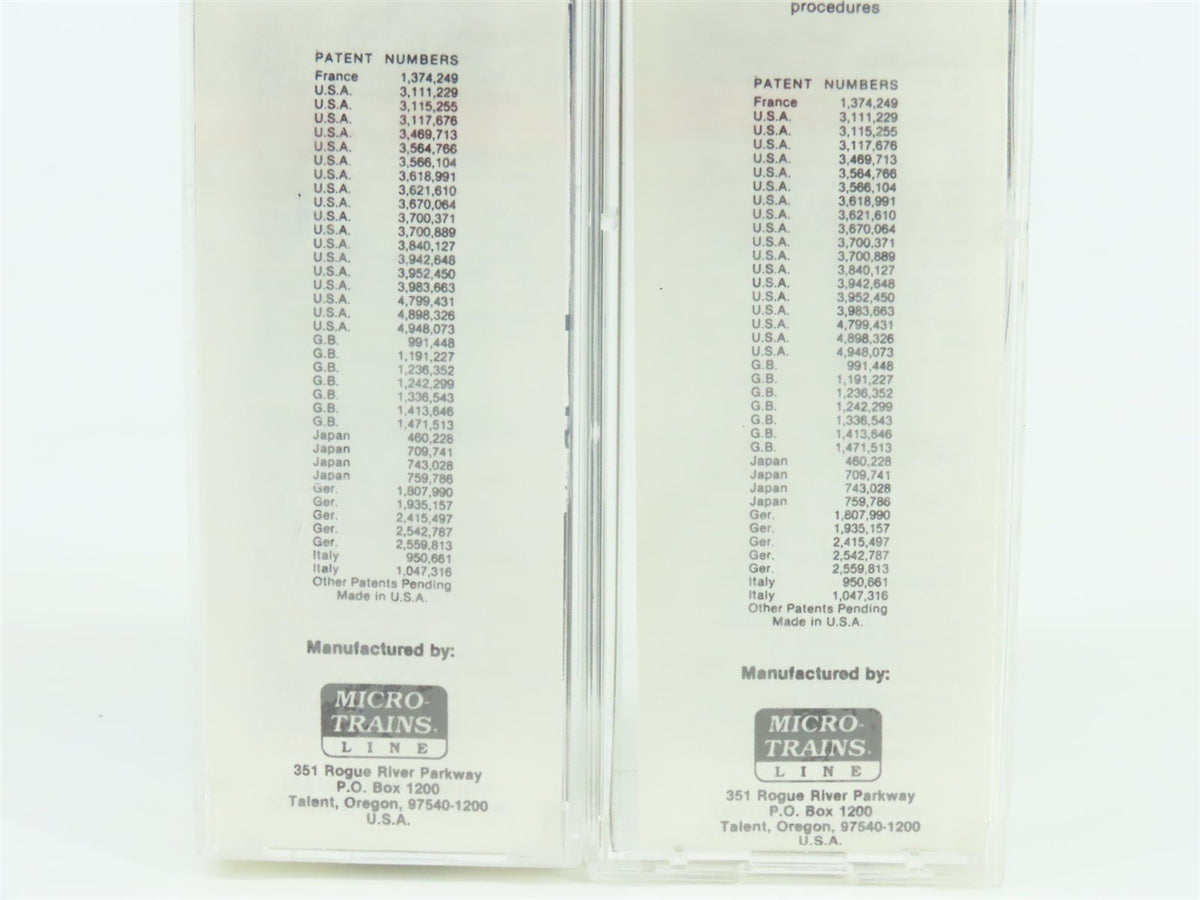 PATENT NUMBERS
France 1,374,249
U.S.A. 3,111,229
U.S.A. 3,115,255
U.S.A. 3,117,676
U.S.A. 3,469,713
U.S.A. 3,564,766
U.S.A. 3,566,104
U.S.A. 3,618,991
U.S.A. 3,621,610
U.S.A. 3,670,064
U.S.A. 3,700,371
U.S.A. 3,700,889
U.S.A. 3,840,127
U.S.A. 3,942,648
U.S.A. 3,952,450
U.S.A. 3,983,663
U.S.A. 4,799,431
U.S.A. 4,898,326
U.S.A. 4,948,073
G.B. 991,448
G.B. 1,191,227
G.B. 1,236,352
G.B. 1,242,299
G.B. 1,336,543
G.B. 1,413,646
G.B. 1,471,513
Japan 460,228
Japan 709,741
Japan 743,028
Japan 759,786
Ger. 1,807,990
Ger. 1,935,157
Ger. 2,415,497
Ger. 2,542,787
Ger. 2,559,813
Italy 950,661
Italy 1,047,316
Other Patents Pending
Made in U.S.A.
Manufactured by:
MICRO-
TRAINS.
LINE
351 Rogue River Parkway
P.O. Box 1200
Talent, Oregon, 97540-1200
U.S.A.
procedures
PATENT NUMBERS
France 1,374,249
U.S.A. 3,111,229
U.S.A. 3,115,255
U.S.A. 3,117,676
U.S.A. 3,469,713
U.S.A. 3,564,766
U.S.A. 3,566,104
U.S.A. 3,618,991
U.S.A. 3,621,610
U.S.A. 3,670,064
U.S.A. 3,700,371
U.S.A. 3,700,889
U.S.A. 3,840,127
U.S.A. 3,942,648
U.S.A. 3,952,450
U.S.A. 3,983,663
U.S.A. 4,799,431
U.S.A. 4,898,326
U.S.A. 4,948,073
G.B. 991,448
G.B. 1,191,227
G.B. 1,236,352
G.B. 1,242,299
G.B. 1,336,543
G.B. 1,413,646
G.B. 1,471,513
Japan 460,228
Japan 709,741
Japan 743,028
Japan 759,786
Ger. 1,807,990
Ger. 1,935,157
Ger. 2,415,497
Ger. 2,542,787
Ger. 2,559,813
Italy 950,661
Italy 1,047,316
Other Patents Pending
Made in U.S.A.
Manufactured by:
MICRO-
TRAINS.
LINE
351 Rogue River Parkway
P.O. Box 1200
Talent, Oregon, 97540-1200
U.S.A.